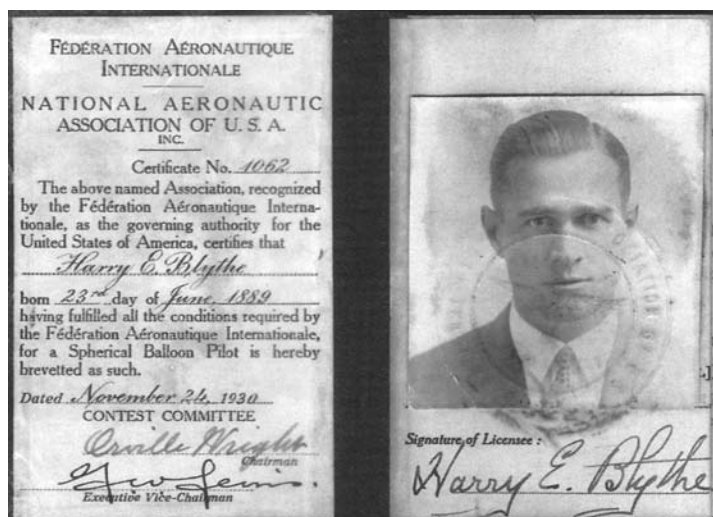 FÉDÉRATION AÉRONAUTIQUE
INTERNATIONALE
NATIONAL AERONAUTIC
ASSOCIATION OF U. S. A.
INC.
Certificate No. 1062
The above named Association, recognized
by the Fédération Aéronautique Interna-
tionale, as the governing authority for the
United States of America, certifies that
Harry E. Blythe
born 23rd day of June, 1889
having fulfilled all the conditions required by
the Fédération Aéronautique Internationale,
for a Spherical Balloon Pilot is hereby
brevetted as such.
Dated November 24, 1930
CONTEST COMMITTEE
Orville Wright
Chairman
Executive Vice-Chairman
Signature of Licensee :
Harry E. Blythe